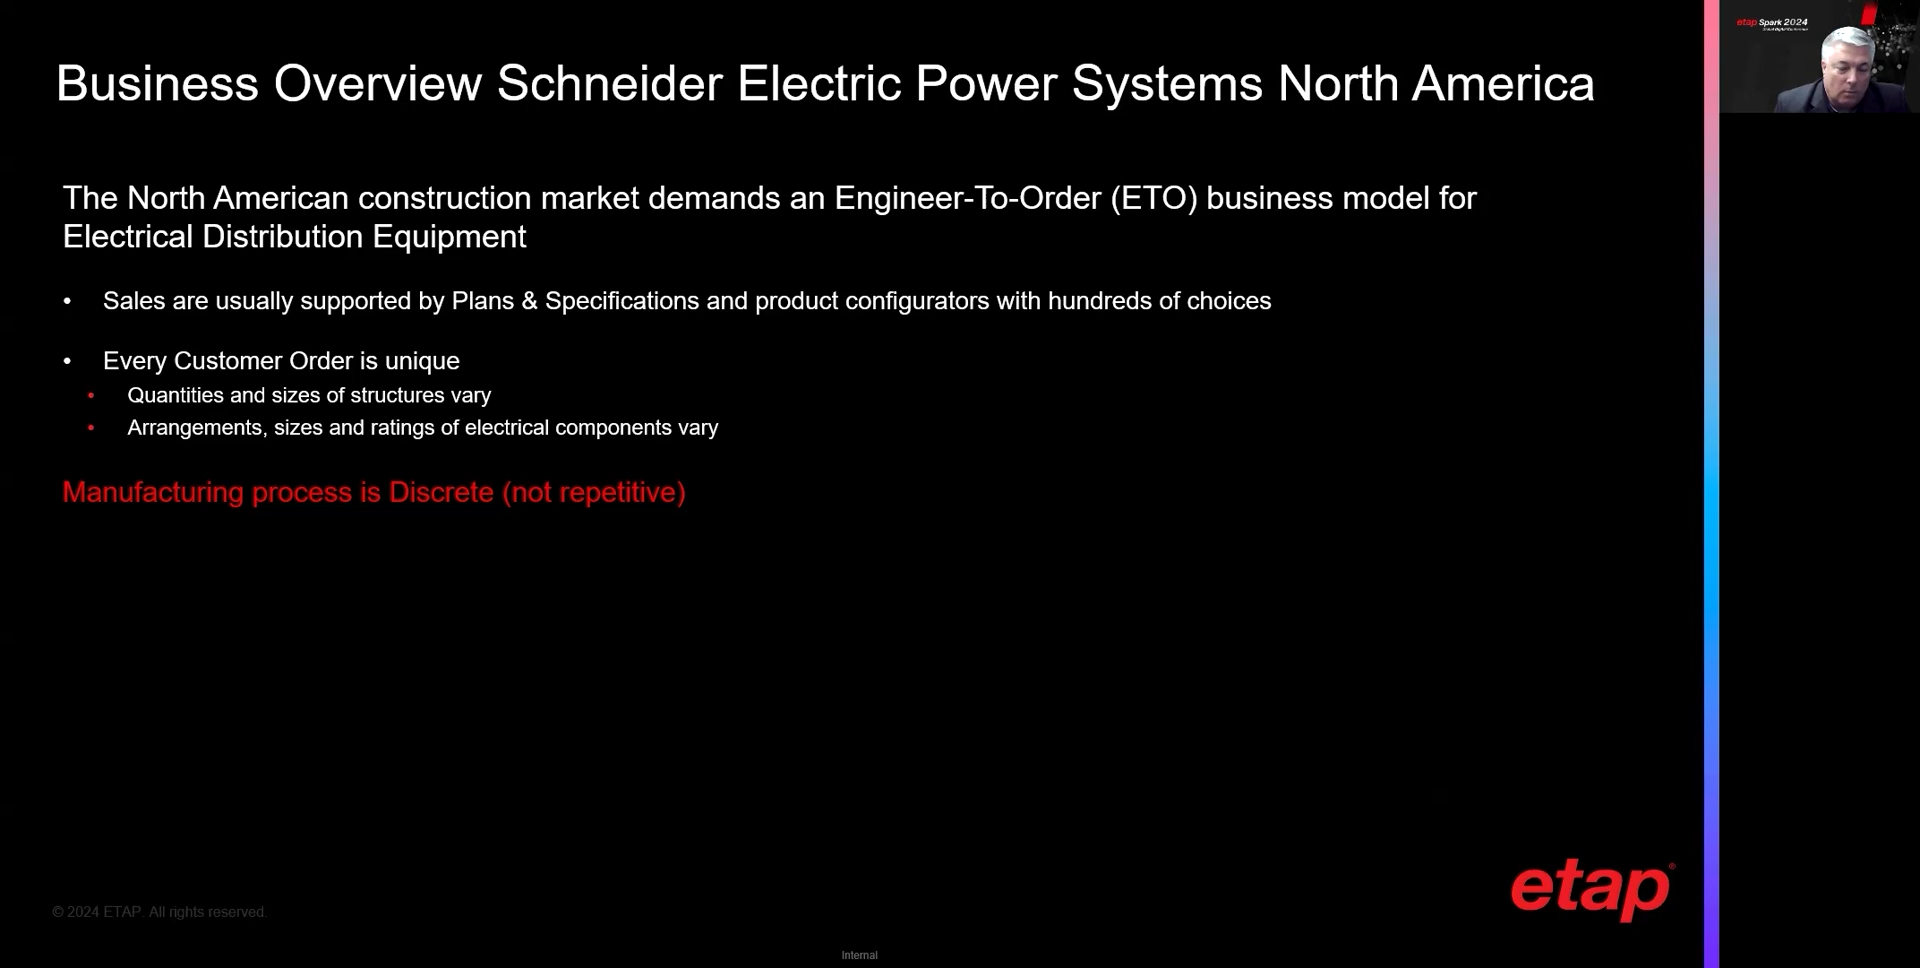 Business Overview Schneider Electric Power Systems North America
etap Spark 2024
The North American construction market demands an Engineer-To-Order (ETO) business model for
Electrical Distribution Equipment
• Sales are usually supported by Plans & Specifications and product configurators with hundreds of choices
• Every Customer Order is unique
• Quantities and sizes of structures vary
• Arrangements, sizes and ratings of electrical components vary
Manufacturing process is Discrete (not repetitive)
etap®
© 2024 ETAP. All rights reserved.
Internal